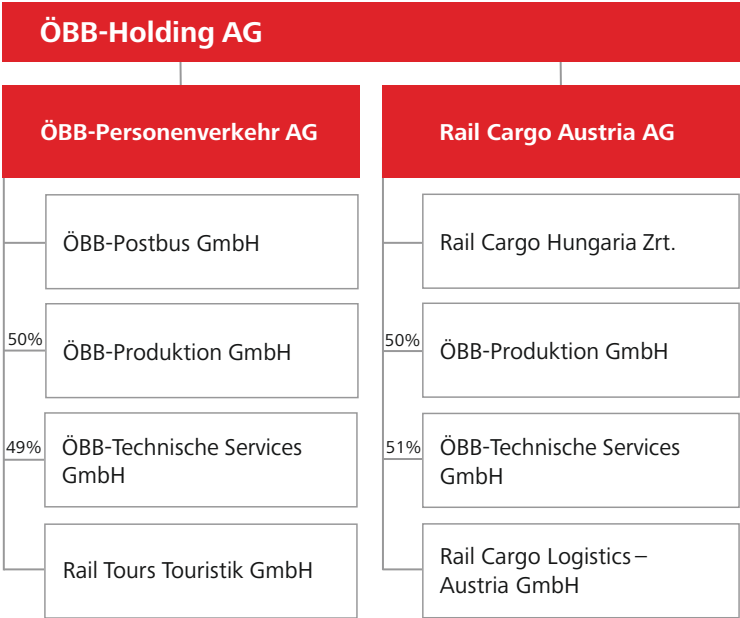 ÖBB-Holding AG
ÖBB-Personenverkehr AG
ÖBB-Postbus GmbH
50%
ÖBB-Produktion GmbH
49%
ÖBB-Technische Services
GmbH
Rail Tours Touristik GmbH
Rail Cargo Austria AG
Rail Cargo Hungaria Zrt.
50%
ÖBB-Produktion GmbH
51%
ÖBB-Technische Services
GmbH
Rail Cargo Logistics –
Austria GmbH